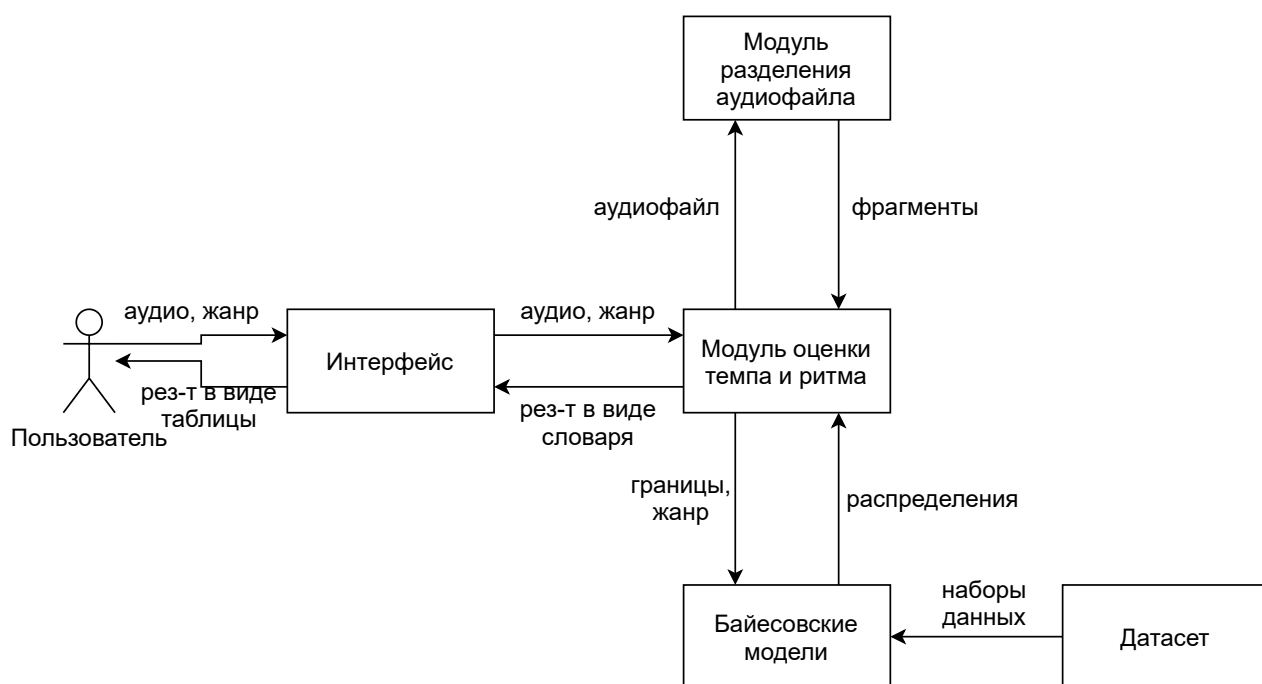 Модуль
разделения
аудиофайла
аудиофайл
фрагменты
аудио, жанр
аудио, жанр
Интерфейс
Модуль оценки
темпа и ритма
рез-т в виде
таблицы
рез-т в виде
словаря
Пользователь
границы,
жанр
распределения
Байесовские
модели
наборы
данных
Датасет